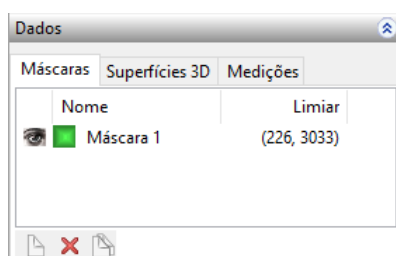 Dados
Máscaras Superfícies 3D Medições
Nome Limiar
Máscara 1 (226, 3033)